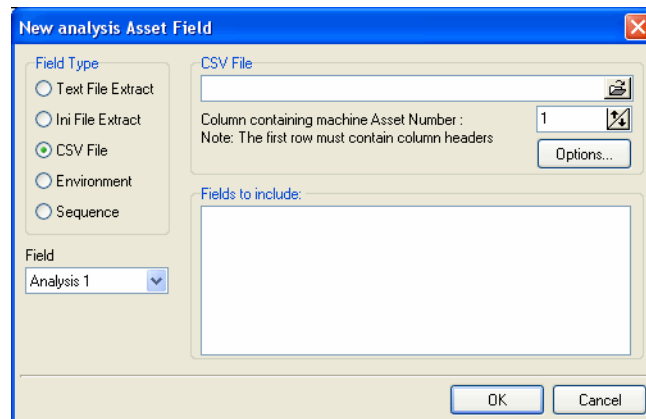 New analysis Asset Field
Field Type
Text File Extract
Ini File Extract
CSV File
Environment
Sequence
Field
Analysis 1
CSV File
Column containing machine Asset Number :
Note: The first row must contain column headers
1
Options...
Fields to include:
OK
Cancel